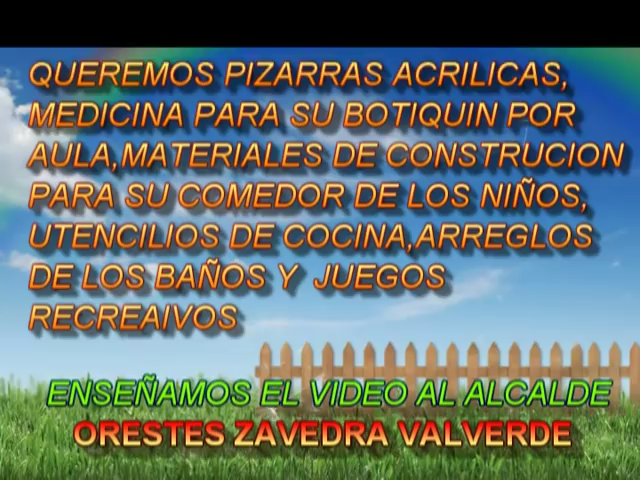 QUEREMOS PIZARRAS ACRILICAS,
MEDICINA PARA SU BOTIQUIN POR
AULA,MATERIALES DE CONSTRUCION
PARA SU COMEDOR DE LOS NIÑOS,
UTENCILIOS DE COCINA,ARREGLOS
DE LOS BAÑOS Y JUEGOS
RECREAIVOS
ENSEÑAMOS EL VIDEO AL ALCALDE
ORESTES ZAVEDRA VALVERDE